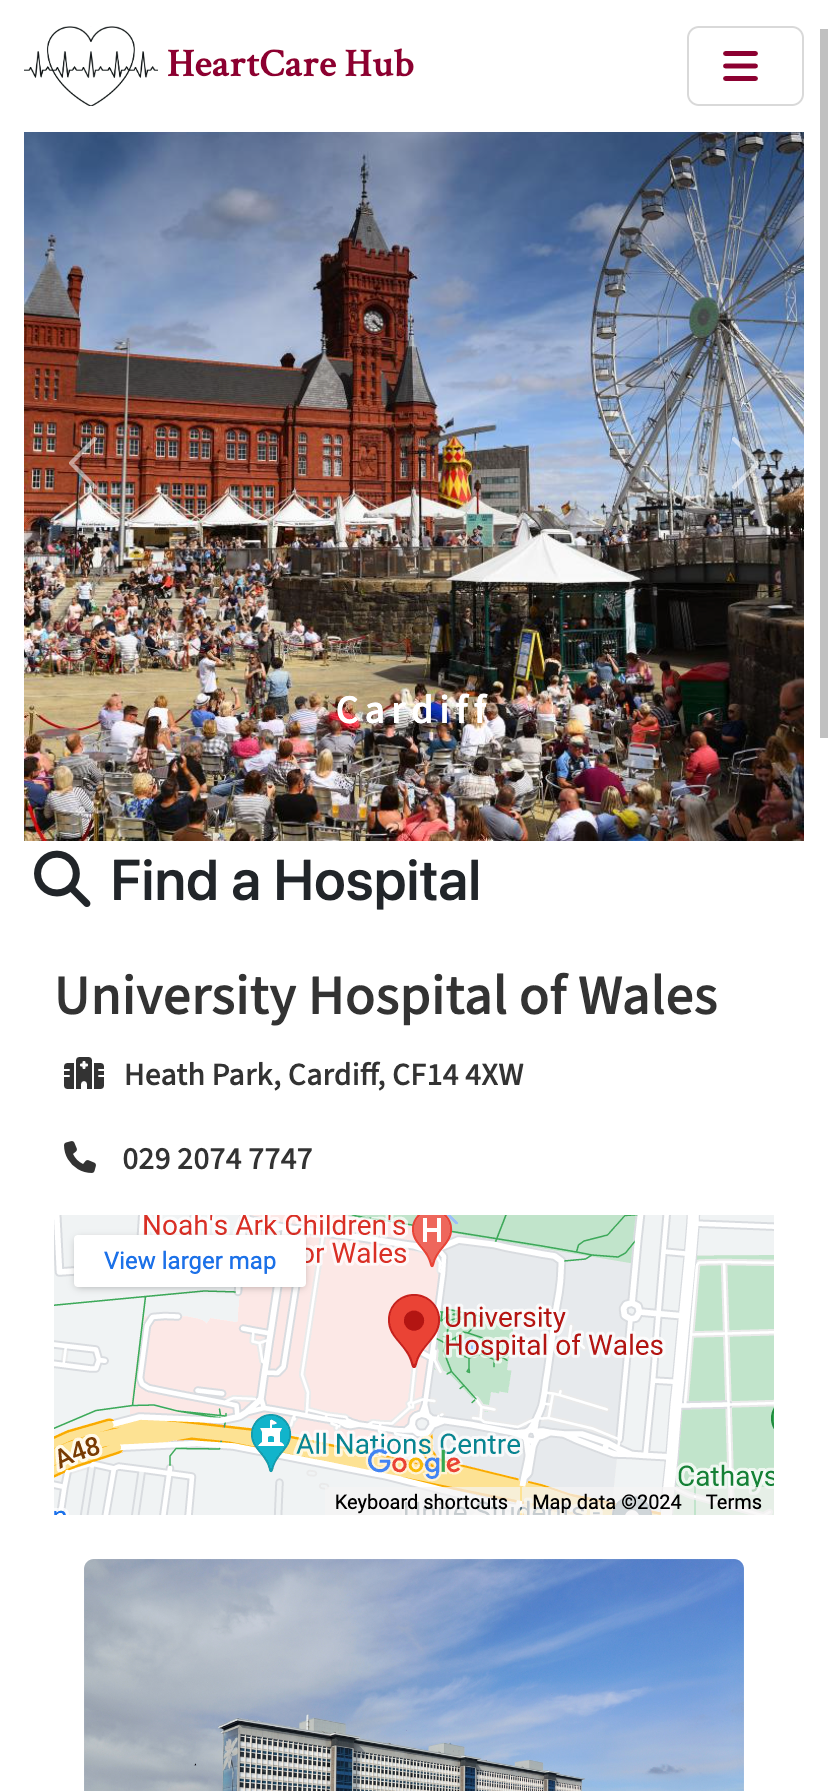 HeartCare Hub
Cardiff
Find a Hospital
University Hospital of Wales
Heath Park, Cardiff, CF14 4XW
029 2074 7747
Noah's Ark Children's
or Wales
View larger map
University
Hospital of Wales
All Nations Centre
A48
Google
Cathays
Keyboard shortcuts
Map data ©2024
Terms